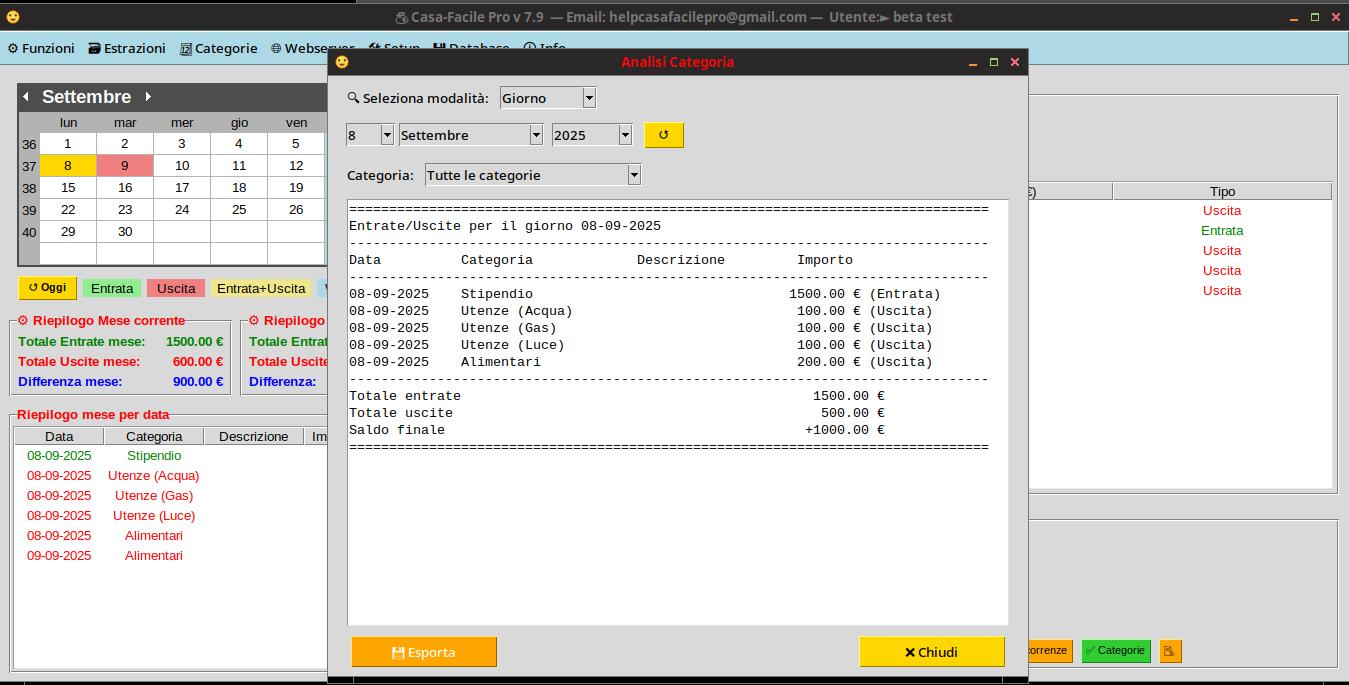 Casa-Facile Pro v 7.9 — Email: helpcasafacilepro@gmail.com — Utente:► beta test
Funzioni Estrazioni Categorie Webserver Setup Database Info
Analisi Categoria
Seleziona modalità: Giorno
8 Settembre 2025 ↺
Categoria: Tutte le categorie
================================================================================
Entrate/Uscite per il giorno 08-09-2025
--------------------------------------------------------------------------------
Data Categoria Descrizione Importo
--------------------------------------------------------------------------------
08-09-2025 Stipendio 1500.00 € (Entrata)
08-09-2025 Utenze (Acqua) 100.00 € (Uscita)
08-09-2025 Utenze (Gas) 100.00 € (Uscita)
08-09-2025 Utenze (Luce) 100.00 € (Uscita)
08-09-2025 Alimentari 200.00 € (Uscita)
--------------------------------------------------------------------------------
Totale entrate 1500.00 €
Totale uscite 500.00 €
Saldo finale +1000.00 €
================================================================================
Esporta Chiudi
Settembre
lun mar mer gio ven
36 1 2 3 4 5
37 8 9 10 11 12
38 15 16 17 18 19
39 22 23 24 25 26
40 29 30
↺ Oggi Entrata Uscita Entrata+Uscita
Riepilogo Mese corrente
Totale Entrate mese: 1500.00 €
Totale Uscite mese: 600.00 €
Differenza mese: 900.00 €
Riepilogo
Totale Entrat
Totale Uscite
Differenza:
Riepilogo mese per data
Data Categoria Descrizione Im
08-09-2025 Stipendio
08-09-2025 Utenze (Acqua)
08-09-2025 Utenze (Gas)
08-09-2025 Utenze (Luce)
08-09-2025 Alimentari
09-09-2025 Alimentari
€) Tipo
Uscita
Entrata
Uscita
Uscita
Uscita
correnze Categorie